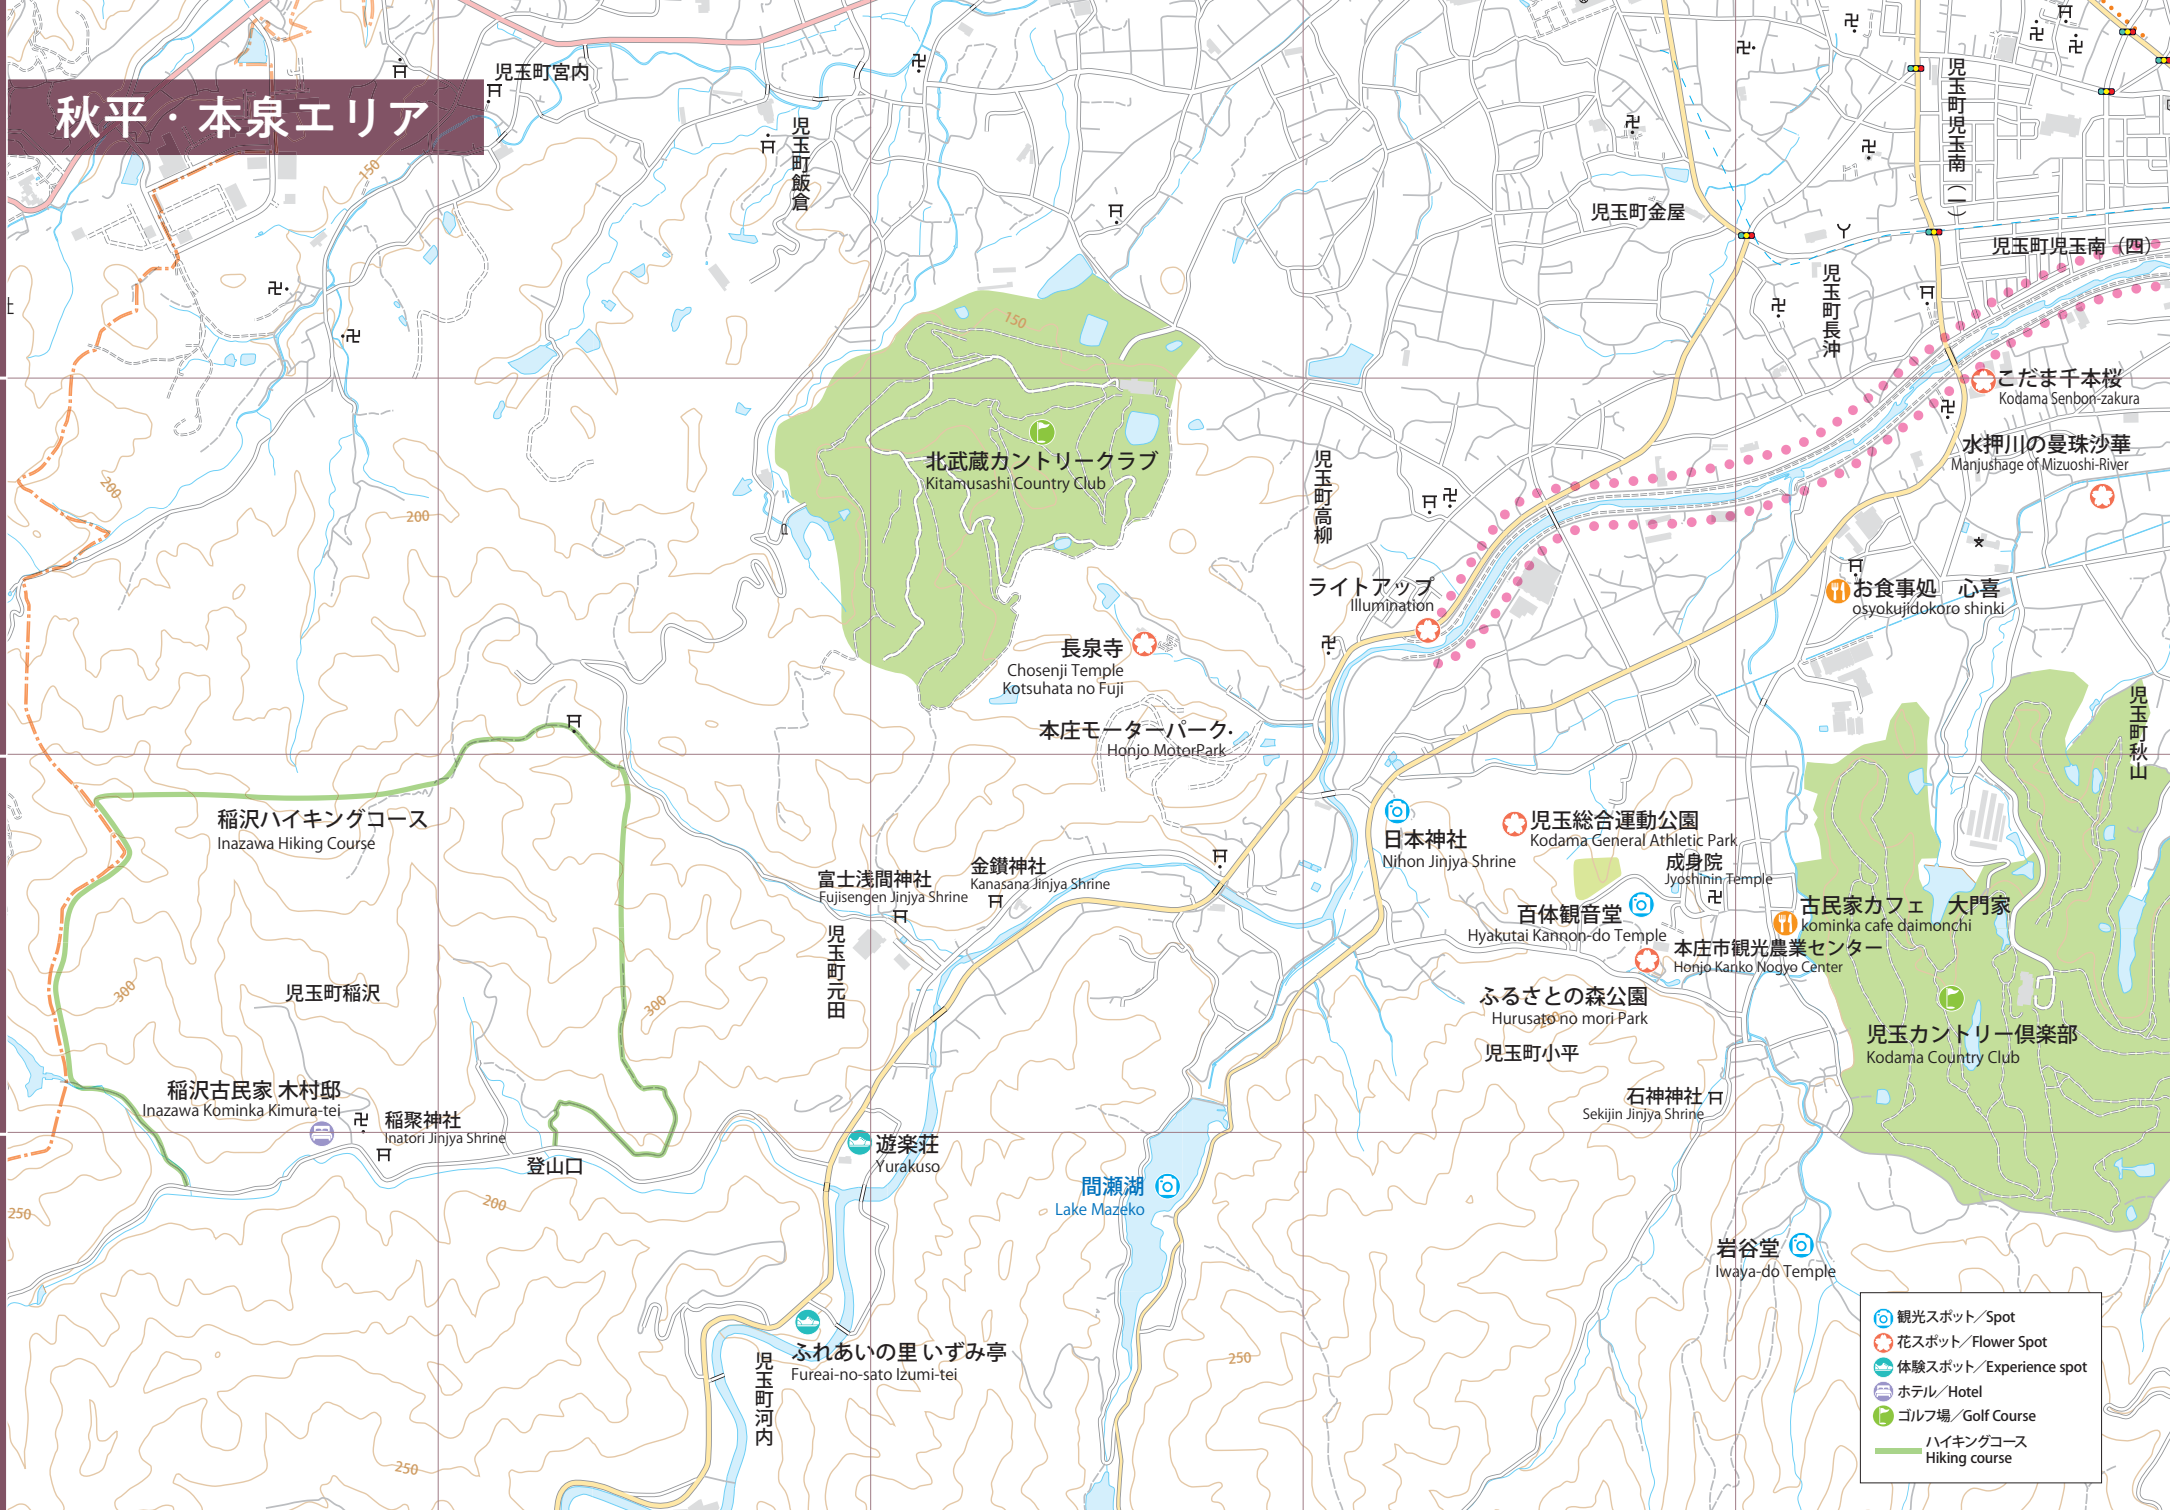 秋平・本泉エリア
児玉町宮内
児玉町飯倉
児玉町児玉南（一）
児玉町金屋
児玉町児玉南（四）
児玉町長沖
150
150
こだま千本桜
Kodama Senbon-zakura
水押川の曼珠沙華
Manjushage of Mizuoshi-River
北武蔵カントリークラブ
Kitamusashi Country Club
児玉町高柳
200
200
ライトアップ
Illumination
お食事処　心喜
osyokujidokoro shinki
長泉寺
Chosenji Temple
Kotsuhata no Fuji
児玉町秋山
本庄モーターパーク
Honjo MotorPark
稲沢ハイキングコース
Inazawa Hiking Course
日本神社
Nihon Jinjya Shrine
児玉総合運動公園
Kodama General Athletic Park
成身院
Jyoshinin Temple
金鑚神社
Kanasana Jinjya Shrine
富士浅間神社
Fujisengen Jinjya Shrine
児玉町元田
百体観音堂
Hyakutai Kannon-do Temple
古民家カフェ　大門家
kominka cafe daimonchi
本庄市観光農業センター
Honjo Kanko Nogyo Center
300
児玉町稲沢
300
ふるさとの森公園
Hurusato no mori Park
児玉町小平
児玉カントリー倶楽部
Kodama Country Club
稲沢古民家 木村邸
Inazawa Kominka Kimura-tei
稲聚神社
Inatori Jinjya Shrine
石神神社
Sekijin Jinjya Shrine
登山口
遊楽荘
Yurakuso
間瀬湖
Lake Mazeko
250
200
岩谷堂
Iwaya-do Temple
ふれあいの里 いずみ亭
Fureai-no-sato Izumi-tei
児玉町河内
250
250
観光スポット／Spot
花スポット／Flower Spot
体験スポット／Experience spot
ホテル／Hotel
ゴルフ場／Golf Course
ハイキングコース
Hiking course